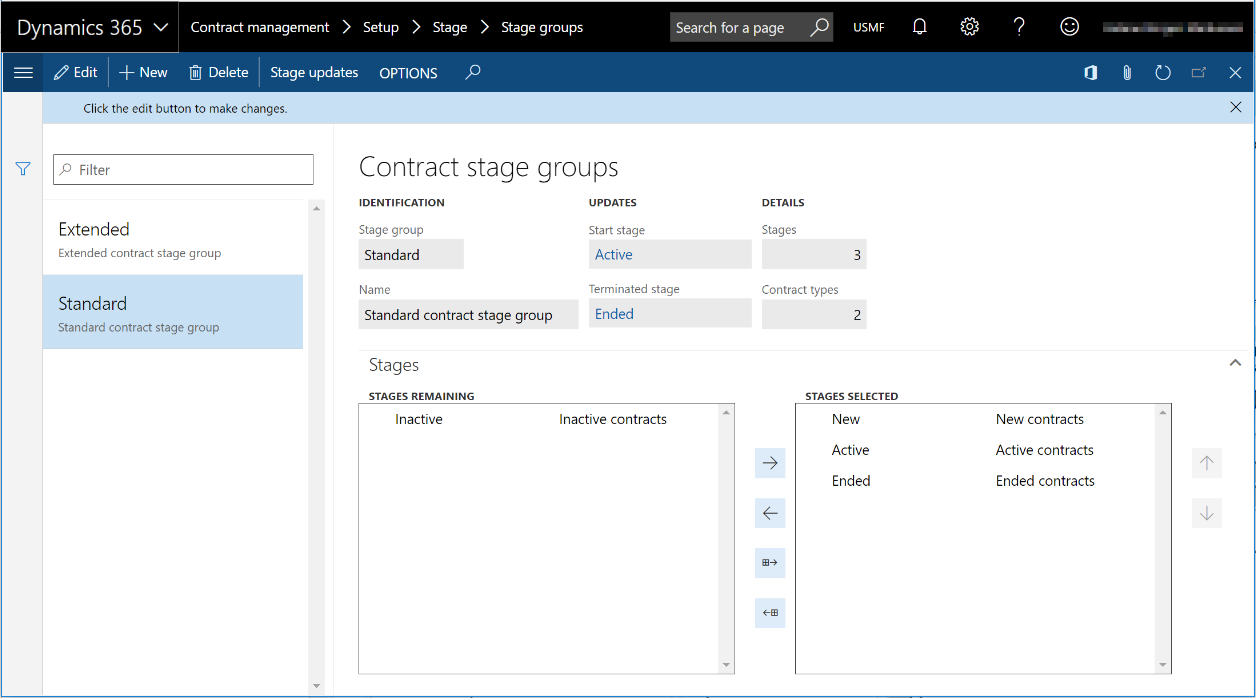 Dynamics 365 Contract management Setup Stage Stage groups Search for a page USMF
Edit New Delete Stage updates OPTIONS
Click the edit button to make changes.
Filter
Extended
Extended contract stage group
Standard
Standard contract stage group
Contract stage groups
IDENTIFICATION UPDATES DETAILS
Stage group Start stage Stages
Standard Active 3
Name Terminated stage Contract types
Standard contract stage group Ended 2
Stages
STAGES REMAINING STAGES SELECTED
Inactive Inactive contracts New New contracts
Active Active contracts
Ended Ended contracts